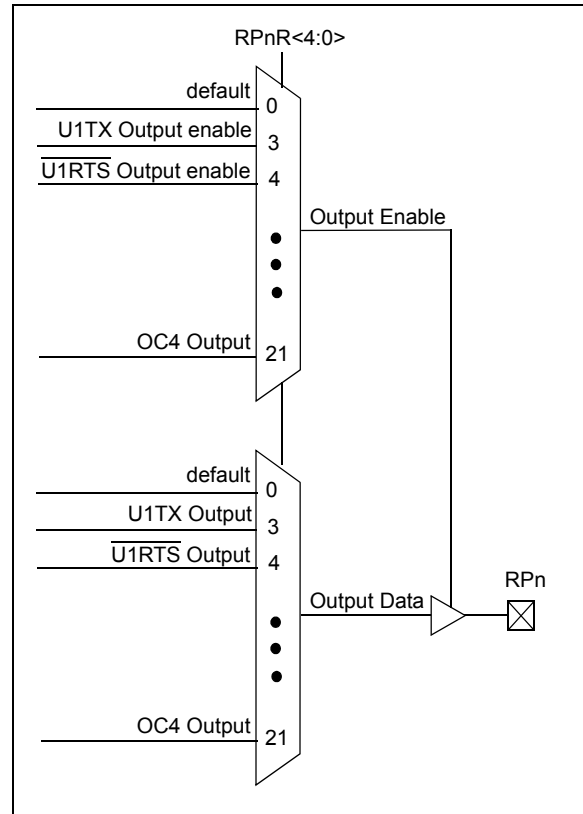 RPnR<4:0>
default
0
U1TX Output enable
3
U1RTS Output enable
4
Output Enable
OC4 Output
21
default
0
U1TX Output
3
U1RTS Output
4
RPn
Output Data
OC4 Output
21